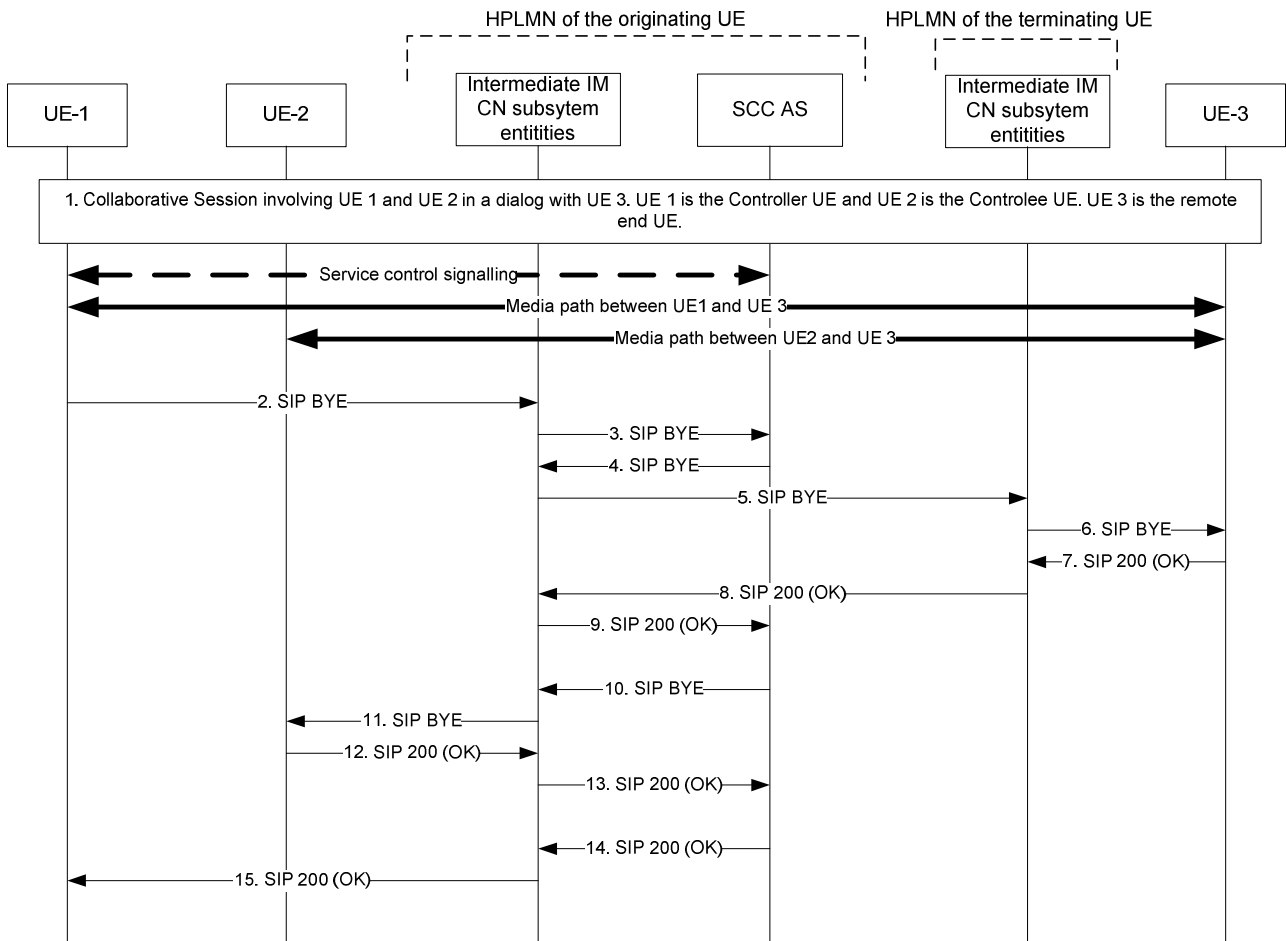 HPLMN of the originating UE
HPLMN of the terminating UE
UE-1
UE-2
Intermediate IM
CN subsytem
entitities
SCC AS
Intermediate IM
CN subsytem
entitities
UE-3
1. Collaborative Session involving UE 1 and UE 2 in a dialog with UE 3. UE 1 is the Controller UE and UE 2 is the Controlee UE. UE 3 is the remote
end UE.
Service control signalling
Media path between UE1 and UE 3
Media path between UE2 and UE 3
2. SIP BYE
3. SIP BYE
4. SIP BYE
5. SIP BYE
6. SIP BYE
7. SIP 200 (OK)
8. SIP 200 (OK)
9. SIP 200 (OK)
10. SIP BYE
11. SIP BYE
12. SIP 200 (OK)
13. SIP 200 (OK)
14. SIP 200 (OK)
15. SIP 200 (OK)